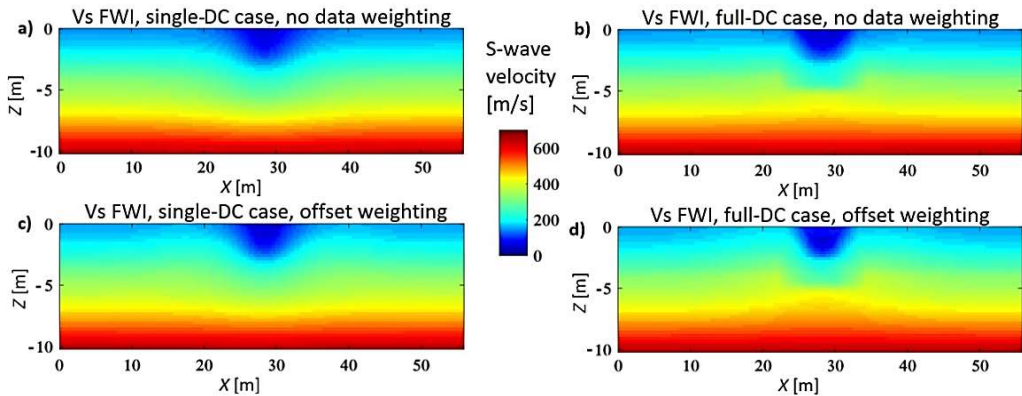 Vs FWI, single-DC case, no data weighting
a)
0
-5
-10
Z [m]
0 10 20 30 40 50
X [m]
S-wave
velocity
[m/s]
600
400
200
0
Vs FWI, full-DC case, no data weighting
b)
0
-5
-10
Z [m]
0 10 20 30 40 50
X [m]
Vs FWI, single-DC case, offset weighting
c)
0
-5
-10
Z [m]
0 10 20 30 40 50
X [m]
Vs FWI, full-DC case, offset weighting
d)
0
-5
-10
Z [m]
0 10 20 30 40 50
X [m]